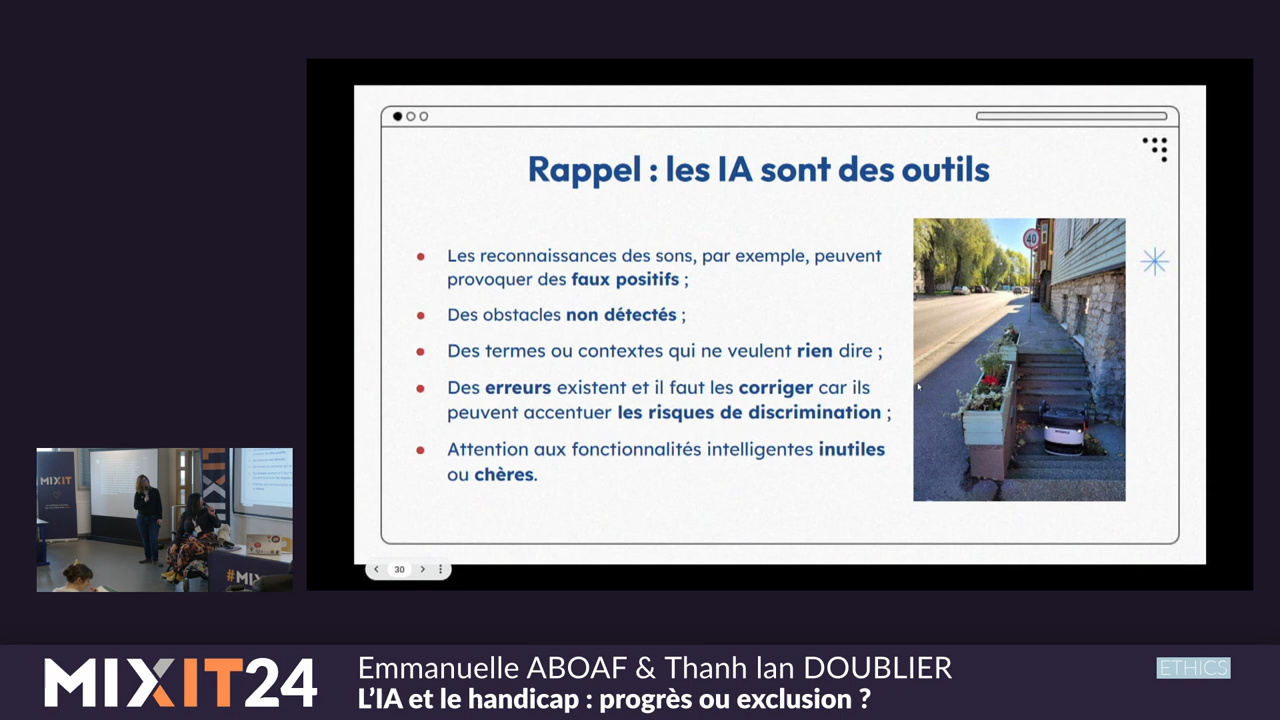 Rappel : les IA sont des outils
Les reconnaissances des sons, par exemple, peuvent
provoquer des faux positifs ;
Des obstacles non détectés ;
Des termes ou contextes qui ne veulent rien dire ;
Des erreurs existent et il faut les corriger car ils
peuvent accentuer les risques de discrimination ;
Attention aux fonctionnalités intelligentes inutiles
ou chères.
40
30
MIXIT
MIXIT
#MIX
MIXIT24
Emmanuelle ABOAF & Thanh lan DOUBLIER
L'IA et le handicap : progrès ou exclusion ?
ETHICS